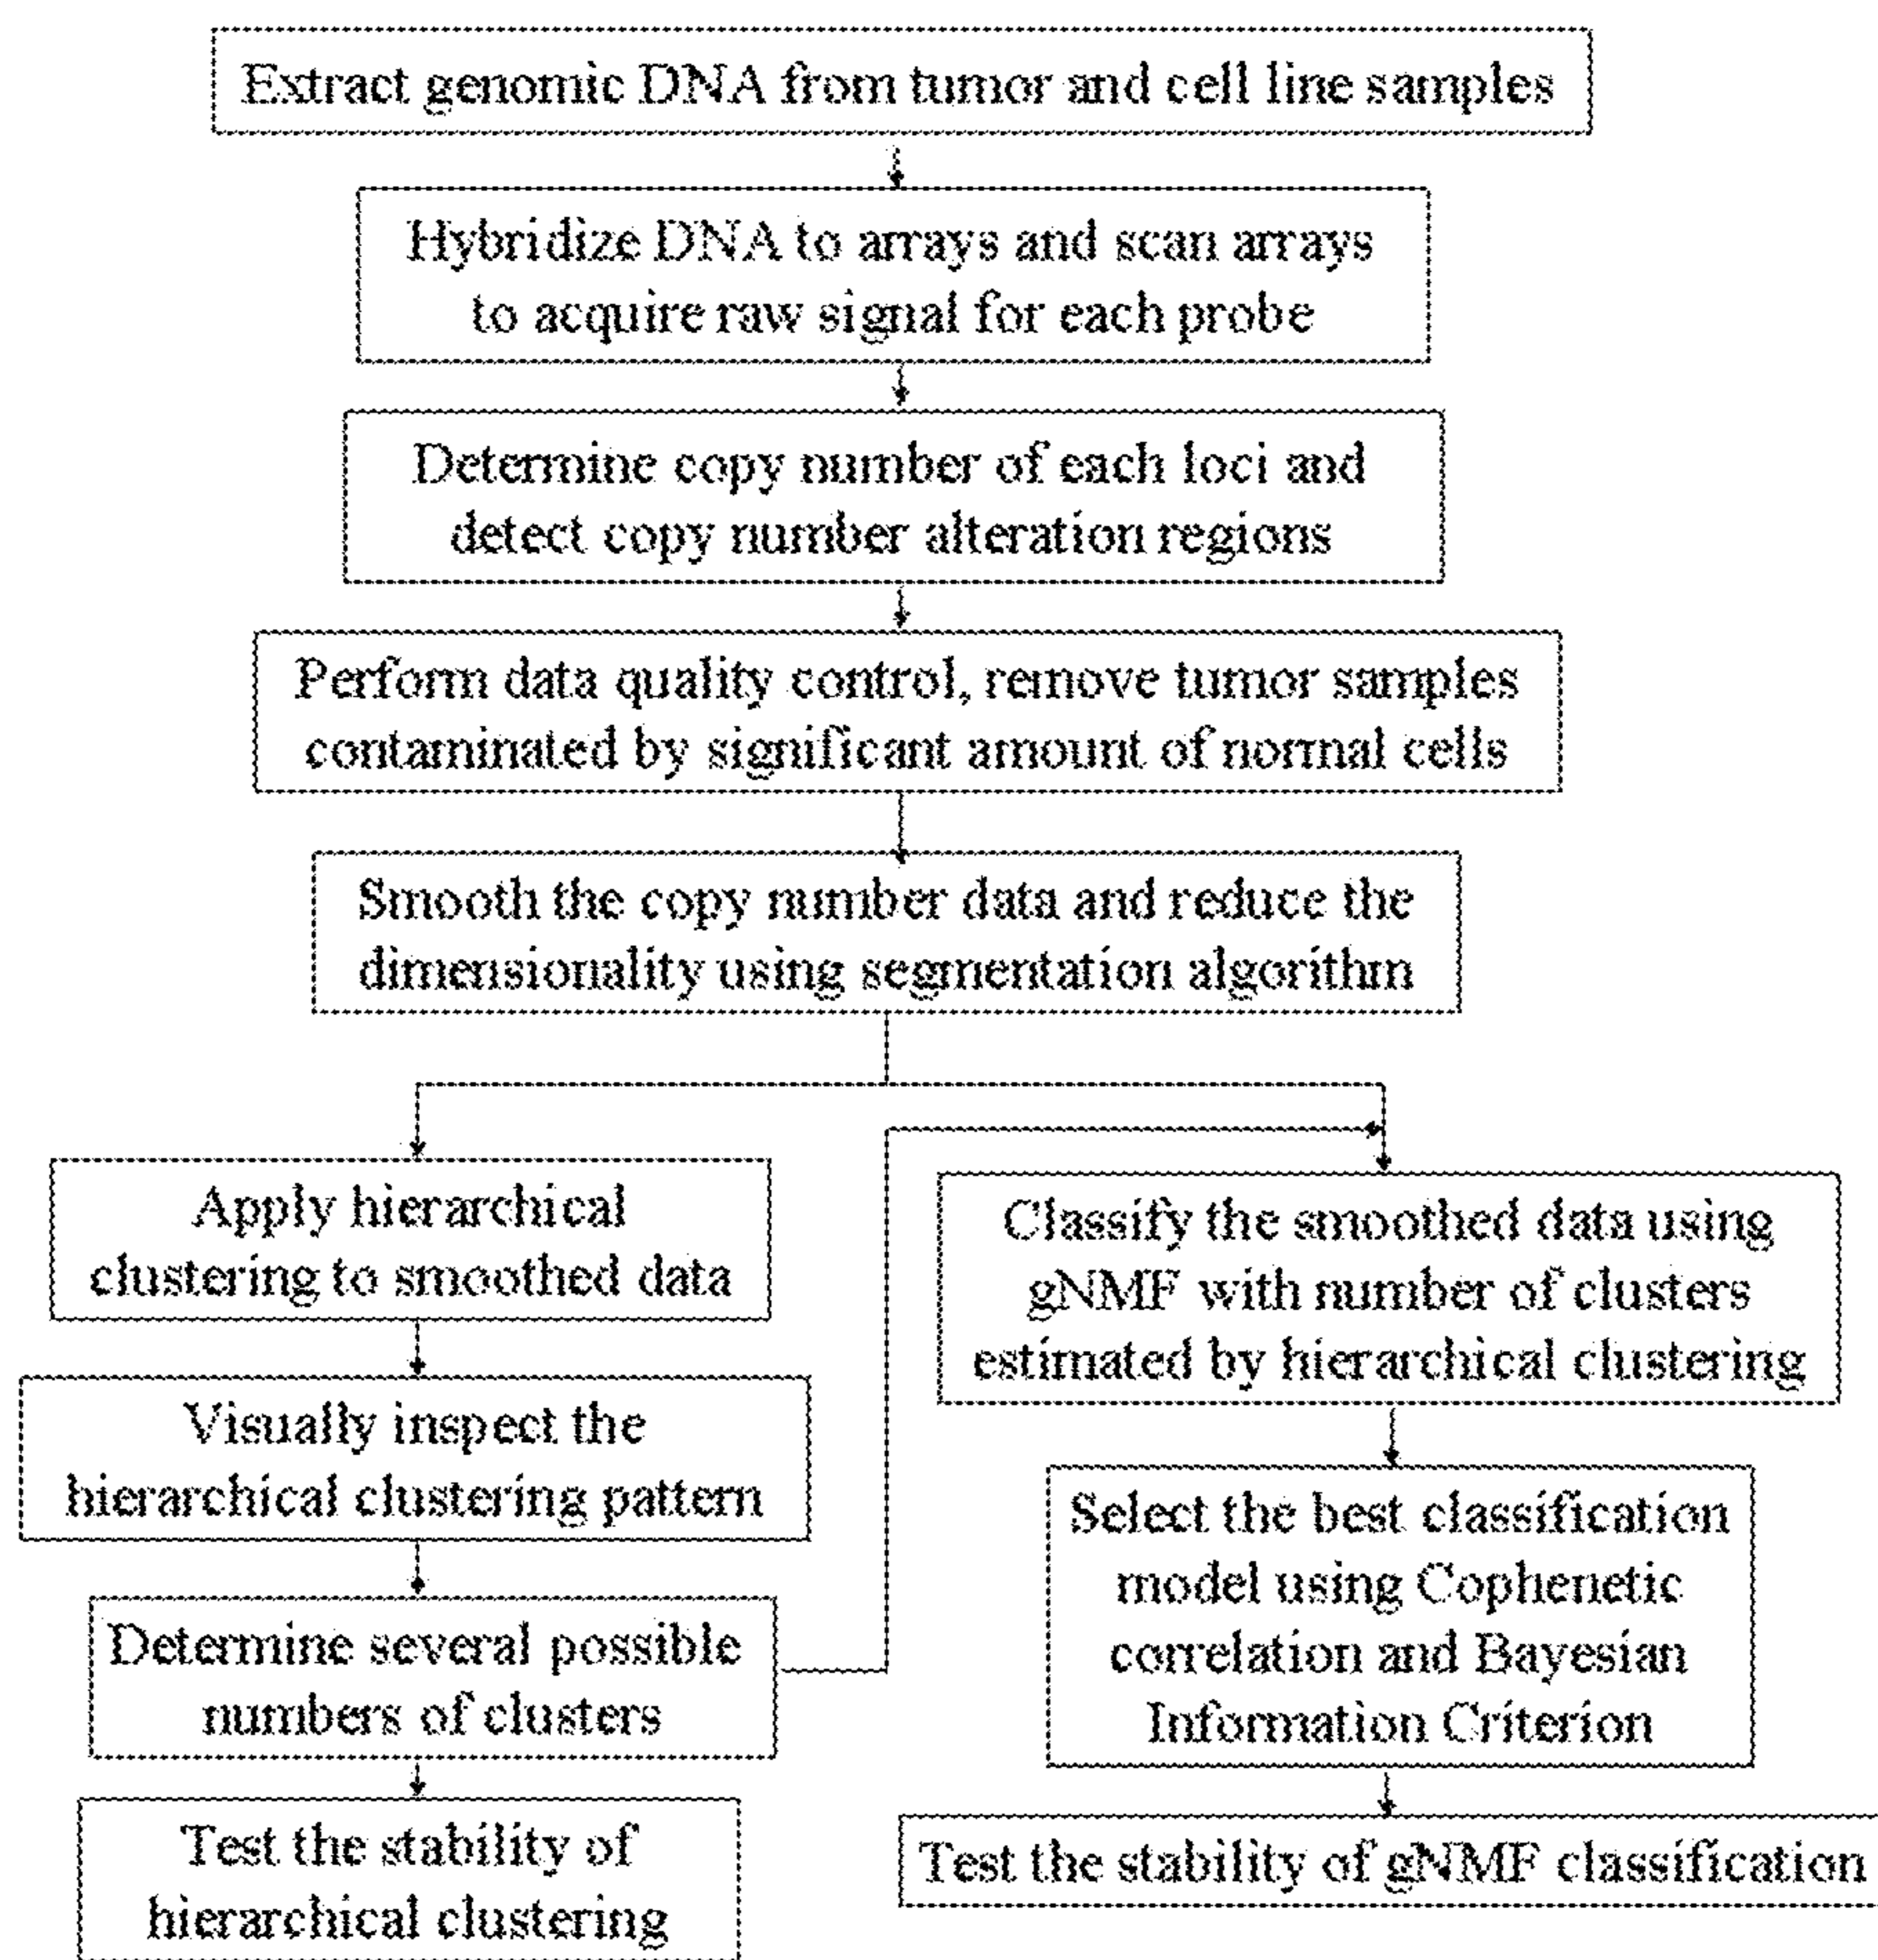 Extract genomic DNA from tumor and cell line samples
Hybridize DNA to arrays and scan arrays
to acquire raw signal for each probe
Determine copy number of each loci and
detect copy number alteration regions
Perform data quality control, remove tumor samples
contaminated by significant amount of normal cells
Smooth the copy number data and reduce the
dimensionality using segmentation algorithm
Apply hierarchical
clustering to smoothed data
Visually inspect the
hierarchical clustering pattern
Determine several possible
numbers of clusters
Test the stability of
hierarchical clustering
Classify the smoothed data using
gNMF with number of clusters
estimated by hierarchical clustering
Select the best classification
model using Cophenetic
correlation and Bayesian
Information Criterion
Test the stability of gNMF classification